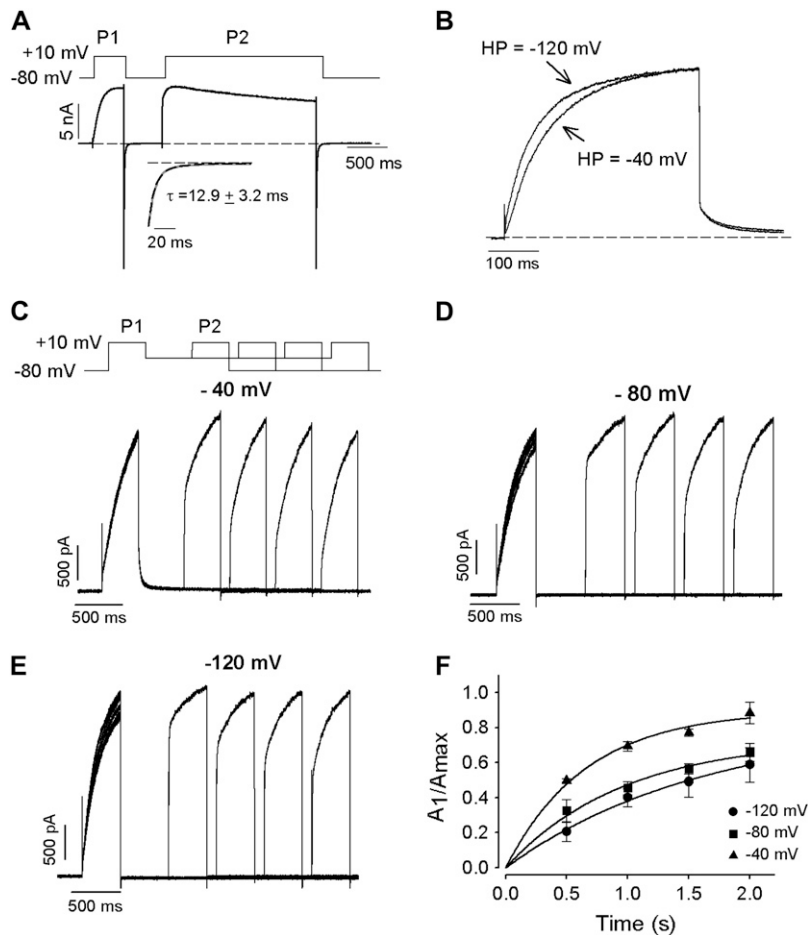 A
P1
P2
+10 mV
-80 mV
5 nA
500 ms
τ = 12.9 ± 3.2 ms
20 ms
B
HP = -120 mV
HP = -40 mV
100 ms
C
P1
P2
+10 mV
-80 mV
- 40 mV
500 pA
500 ms
D
- 80 mV
500 pA
500 ms
E
-120 mV
500 pA
500 ms
F
A1/Amax
1.0
0.8
0.6
0.4
0.2
0.0
-120 mV
-80 mV
-40 mV
0.0 0.5 1.0 1.5 2.0
Time (s)